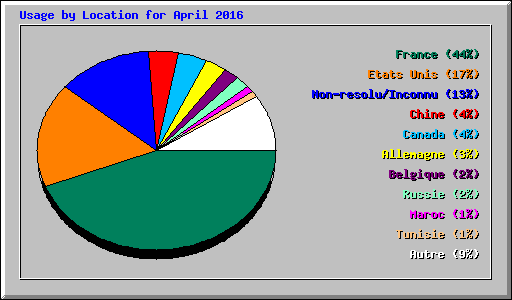 Usage by Location for April 2016
France (44%)
Etats Unis (17%)
Non-resolu/Inconnu (13%)
Chine (4%)
Canada (4%)
Allemagne (3%)
Belgique (2%)
Russie (2%)
Maroc (1%)
Tunisie (1%)
Autre (9%)